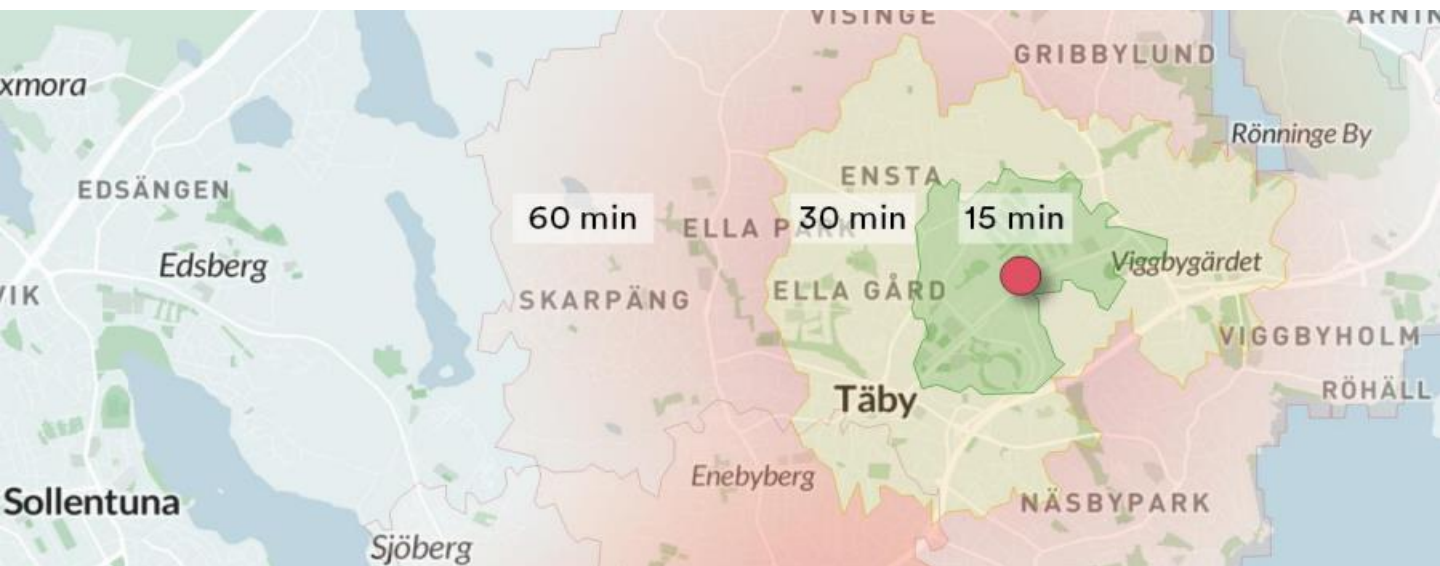 VISINGE
ARNIN
GRIBBYLUND
xmora
Rönninge By
ENSTA
EDSÄNGEN
60 min
30 min
15 min
ELLA PARK
Edsberg
Viggbygärdet
VIK
SKARPÄNG
ELLA GÅRD
VIGGBYHOLM
RÖHÄLL
Täby
Enebyberg
Sollentuna
NÄSBYPARK
Sjöberg